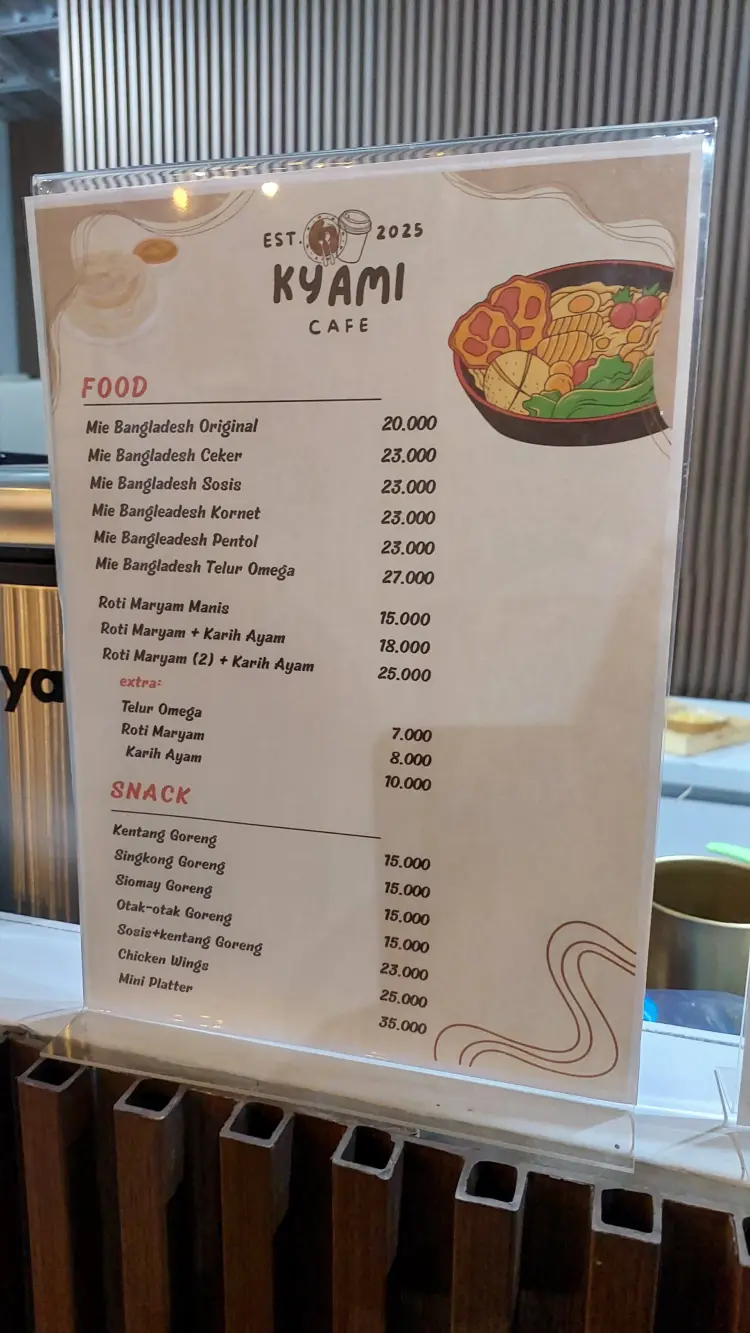 EST. 2025
KYAMI
CAFE
FOOD
Mie Bangladesh Original 20.000
Mie Bangladesh Ceker 23.000
Mie Bangladesh Sosis 23.000
Mie Bangleadesh Kornet 23.000
Mie Bangleadesh Pentol 23.000
Mie Bangladesh Telur Omega 27.000
Roti Maryam Manis 15.000
Roti Maryam + Karih Ayam 18.000
Roti Maryam (2) + Karih Ayam 25.000
extra:
Telur Omega 7.000
Roti Maryam 8.000
Karih Ayam 10.000
SNACK
Kentang Goreng 15.000
Singkong Goreng 15.000
Siomay Goreng 15.000
Otak-otak Goreng 15.000
Sosis+kentang Goreng 23.000
Chicken Wings 25.000
Mini Platter 35.000
ya